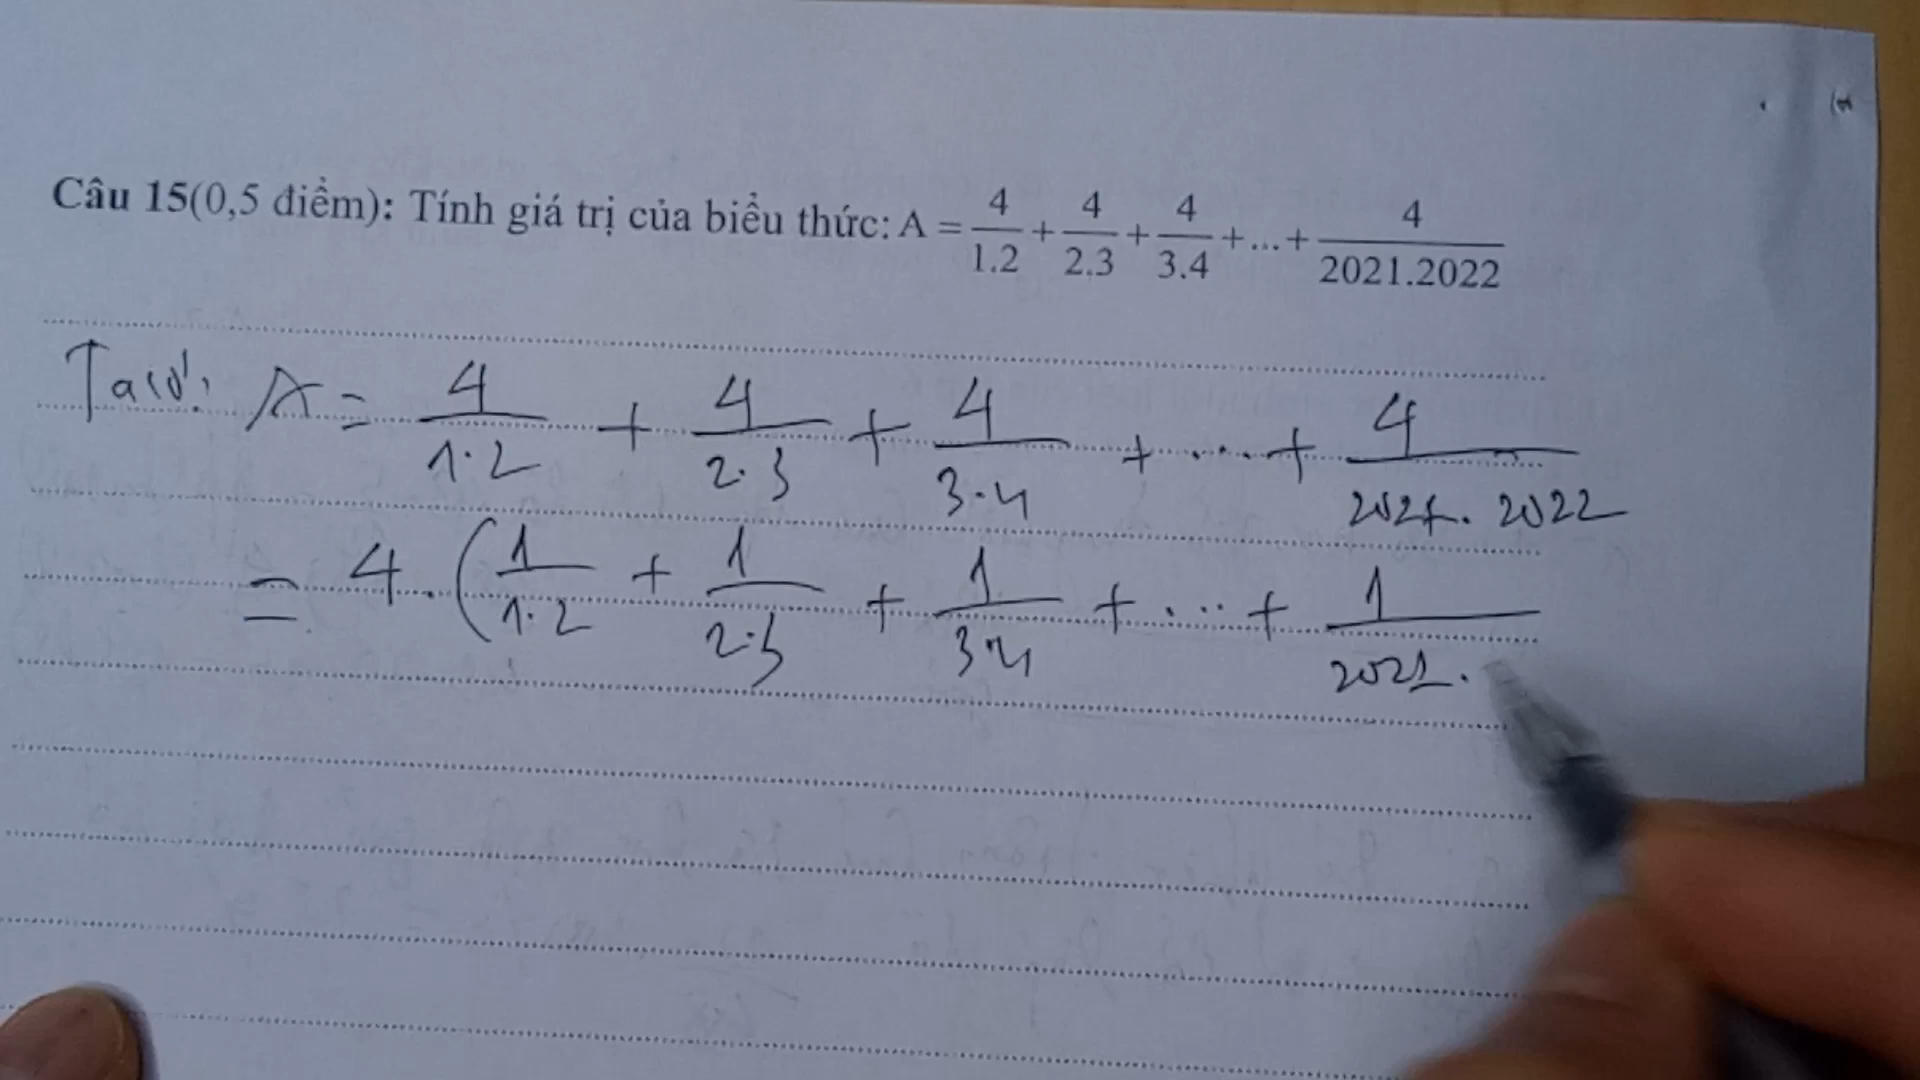 Câu 15(0,5 điểm): Tính giá trị của biểu thức: A = 4/1.2 + 4/2.3 + 4/3.4 + ... + 4/2021.2022
Ta có: A = 4/1.2 + 4/2.3 + 4/3.4 + ... + 4/2021.2022
= 4.(1/1.2 + 1/2.3 + 1/3.4 + ... + 1/2021.